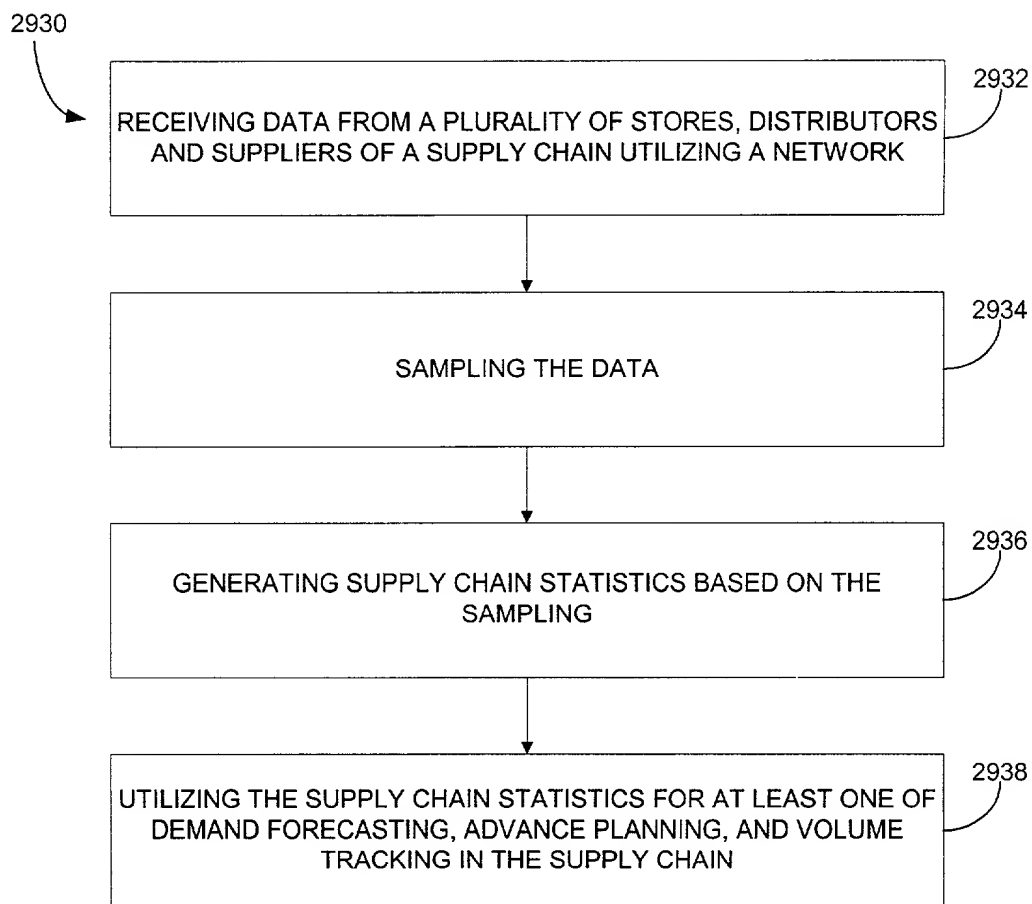 2930
2932
RECEIVING DATA FROM A PLURALITY OF STORES, DISTRIBUTORS
AND SUPPLIERS OF A SUPPLY CHAIN UTILIZING A NETWORK
2934
SAMPLING THE DATA
2936
GENERATING SUPPLY CHAIN STATISTICS BASED ON THE
SAMPLING
2938
UTILIZING THE SUPPLY CHAIN STATISTICS FOR AT LEAST ONE OF
DEMAND FORECASTING, ADVANCE PLANNING, AND VOLUME
TRACKING IN THE SUPPLY CHAIN